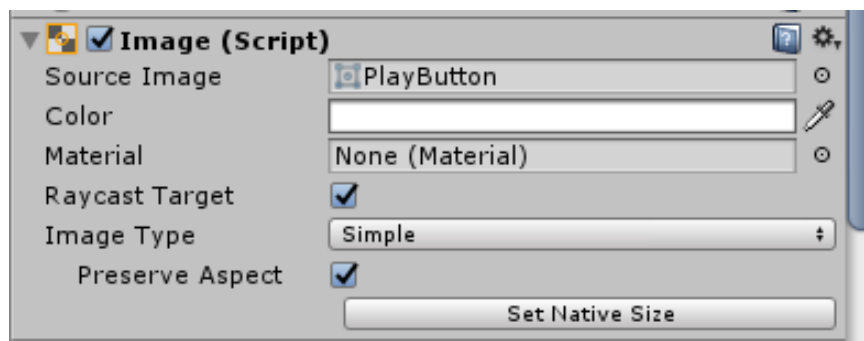 Image (Script)
Source Image PlayButton
Color
Material None (Material)
Raycast Target
Image Type Simple
Preserve Aspect
Set Native Size